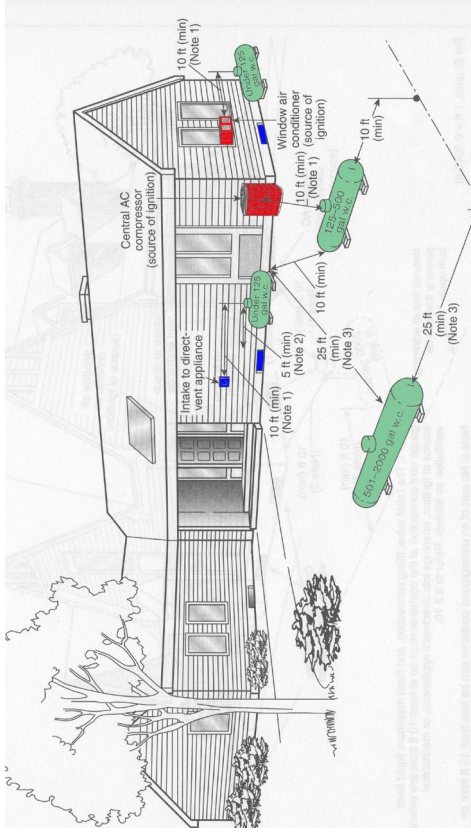 10 ft (min)
(Note 1)
Under 125
gal w.c.
Window air
conditioner
(source of
ignition)
Central AC
compressor
(source of ignition)
10 ft (min)
(Note 1)
125–500
gal w.c.
10 ft
(min)
Intake to direct-
vent appliance
Under 125
gal w.c.
10 ft (min)
5 ft (min)
(Note 2)
10 ft (min)
(Note 1)
25 ft
(min)
(Note 3)
25 ft
(min)
(Note 3)
501–2000 gal w.c.